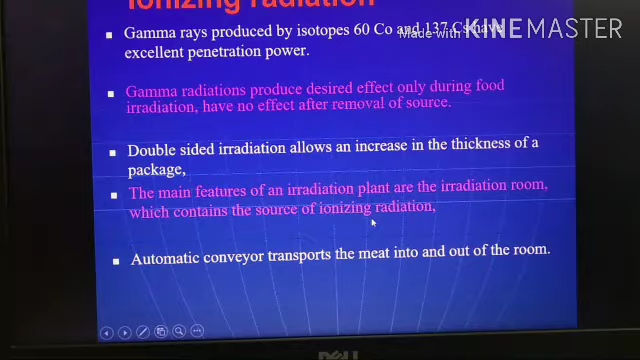 Ionizing radiation
Made with KINEMASTER
Gamma rays produced by isotopes 60 Co and 137 Cs have
excellent penetration power.
Gamma radiations produce desired effect only during food
irradiation, have no effect after removal of source.
Double sided irradiation allows an increase in the thickness of a
package,
The main features of an irradiation plant are the irradiation room,
which contains the source of ionizing radiation,
Automatic conveyor transports the meat into and out of the room.
DELL